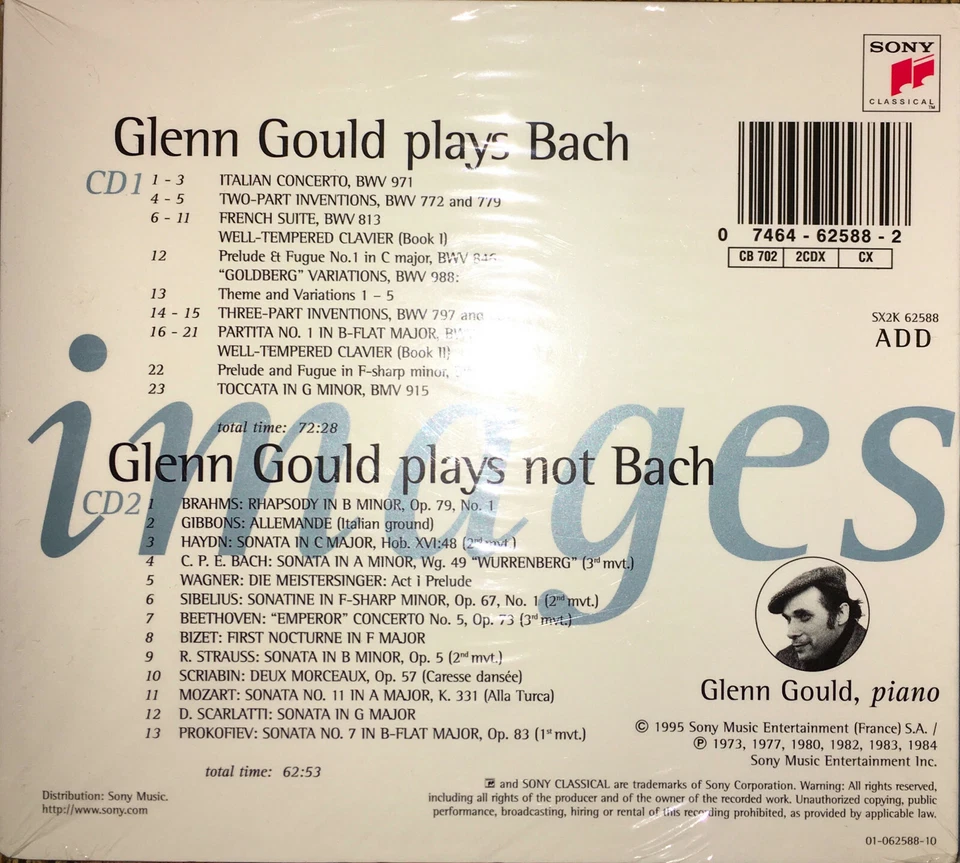 SONY
CLASSICAL TM
Glenn Gould plays Bach
CD1 1 - 3 ITALIAN CONCERTO, BWV 971
4 - 5 TWO-PART INVENTIONS, BWV 772 and 779
6 - 11 FRENCH SUITE, BWV 813
WELL-TEMPERED CLAVIER (Book I)
12 Prelude & Fugue No.1 in C major, BWV
"GOLDBERG" VARIATIONS, BWV 988:
13 Theme and Variations 1 – 5
14 - 15 THREE-PART INVENTIONS, BWV 797 and
16 - 21 PARTITA NO. 1 IN B-FLAT MAJOR,
WELL-TEMPERED CLAVIER (Book II)
22 Prelude and Fugue in F-sharp minor,
23 TOCCATA IN G MINOR, BMV 915
total time: 72:28
0 7464 - 62588 - 2
CB 702 2CDX CX
SX2K 62588
ADD
images
Glenn Gould plays not Bach
CD2 1 BRAHMS: RHAPSODY IN B MINOR, Op. 79, No. 1
2 GIBBONS: ALLEMANDE (Italian ground)
3 HAYDN: SONATA IN C MAJOR, Hob. XVI:48 (2nd mvt.)
4 C. P. E. BACH: SONATA IN A MINOR, Wg. 49 "WURRENBERG" (3rd mvt.)
5 WAGNER: DIE MEISTERSINGER: Act i Prelude
6 SIBELIUS: SONATINE IN F-SHARP MINOR, Op. 67, No. 1 (2nd mvt.)
7 BEETHOVEN: "EMPEROR" CONCERTO No. 5, Op. 73 (3rd mvt.)
8 BIZET: FIRST NOCTURNE IN F MAJOR
9 R. STRAUSS: SONATA IN B MINOR, Op. 5 (2nd mvt.)
10 SCRIABIN: DEUX MORCEAUX, Op. 57 (Caresse dansée)
11 MOZART: SONATA NO. 11 IN A MAJOR, K. 331 (Alla Turca)
12 D. SCARLATTI: SONATA IN G MAJOR
13 PROKOFIEV: SONATA NO. 7 IN B-FLAT MAJOR, Op. 83 (1st mvt.)
total time: 62:53
Glenn Gould, piano
© 1995 Sony Music Entertainment (France) S.A. /
℗ 1973, 1977, 1980, 1982, 1983, 1984
Sony Music Entertainment Inc.
Distribution: Sony Music.
http://www.sony.com
and SONY CLASSICAL are trademarks of Sony Corporation. Warning: All rights reserved,
including all rights of the producer and of the owner of the recorded work. Unauthorized copying, public
performance, broadcasting, hiring or rental of this recording prohibited, as provided by applicable law.
01-062588-10